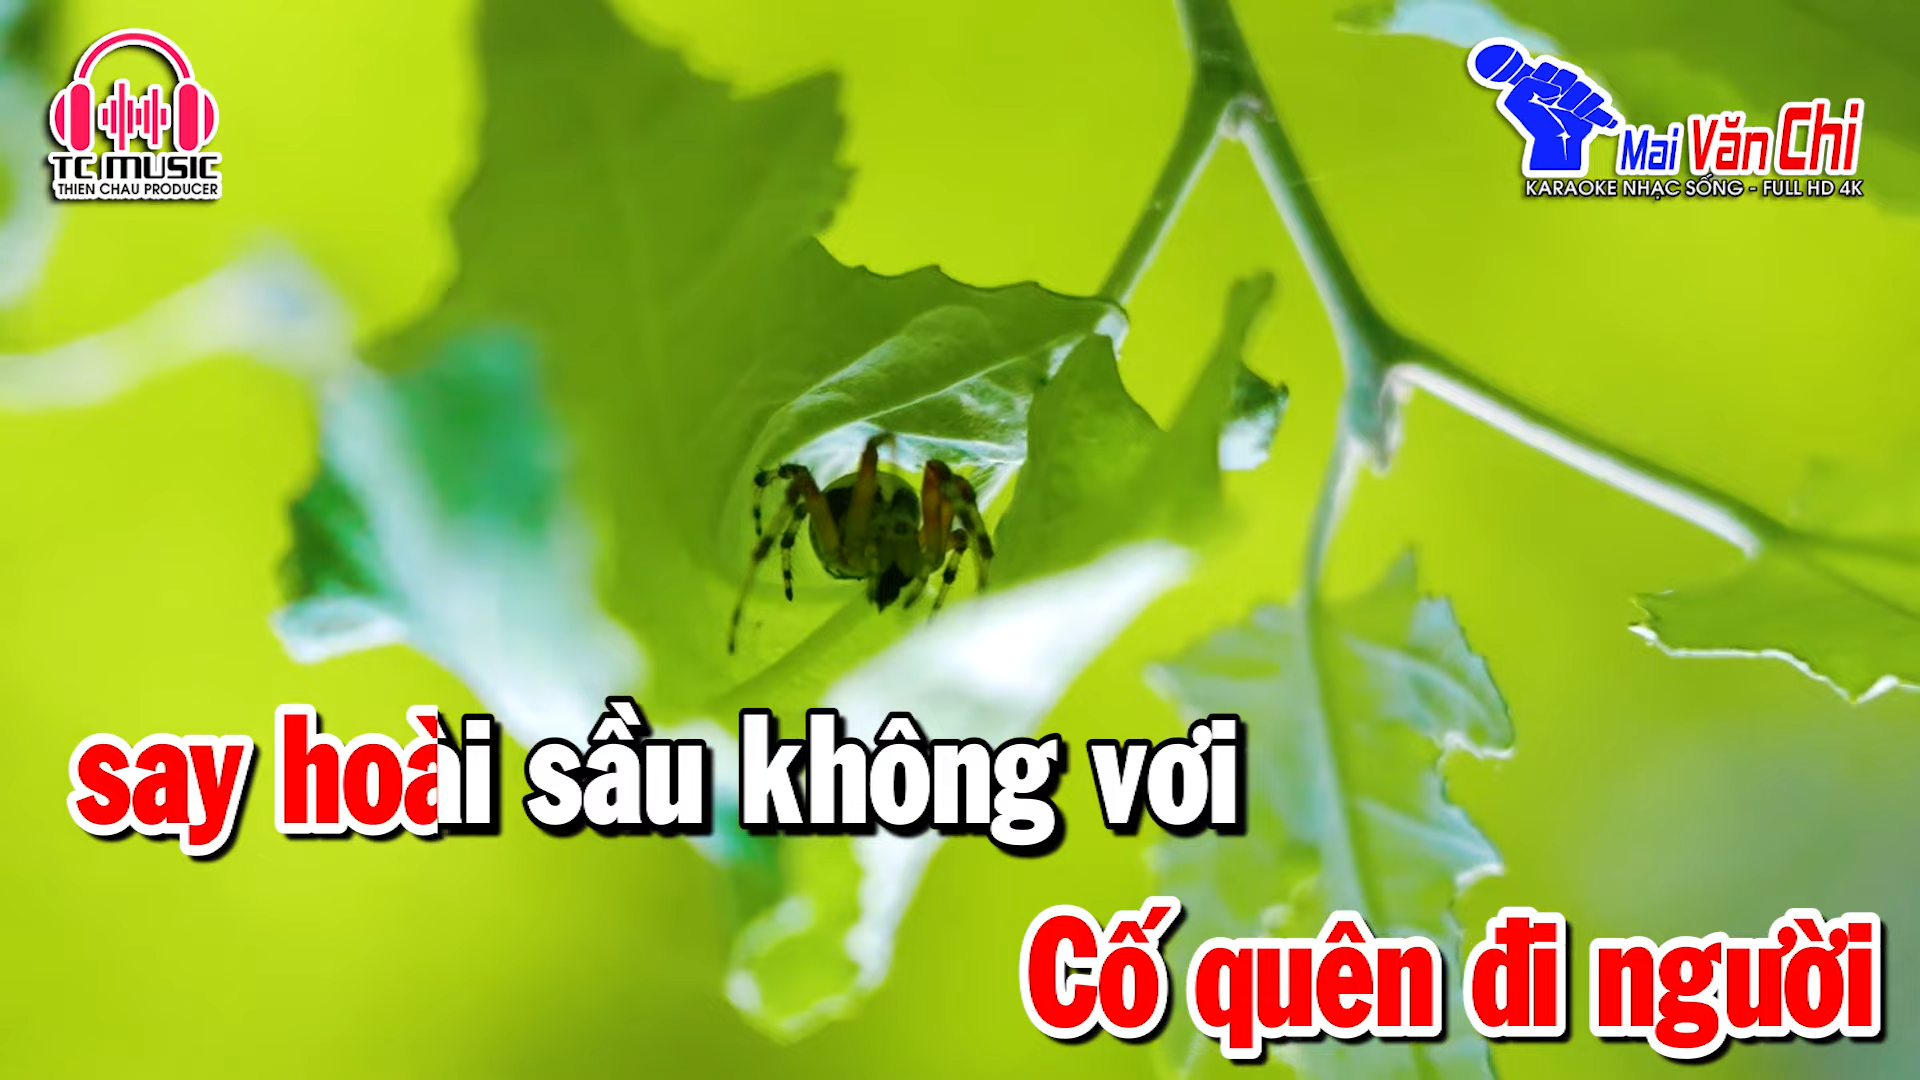 TC MUSIC
THIEN CHAU PRODUCER
Mai Văn Chi
KARAOKE NHẠC SỐNG - FULL HD 4K
say hoài sầu không vơi
Cố quên đi người